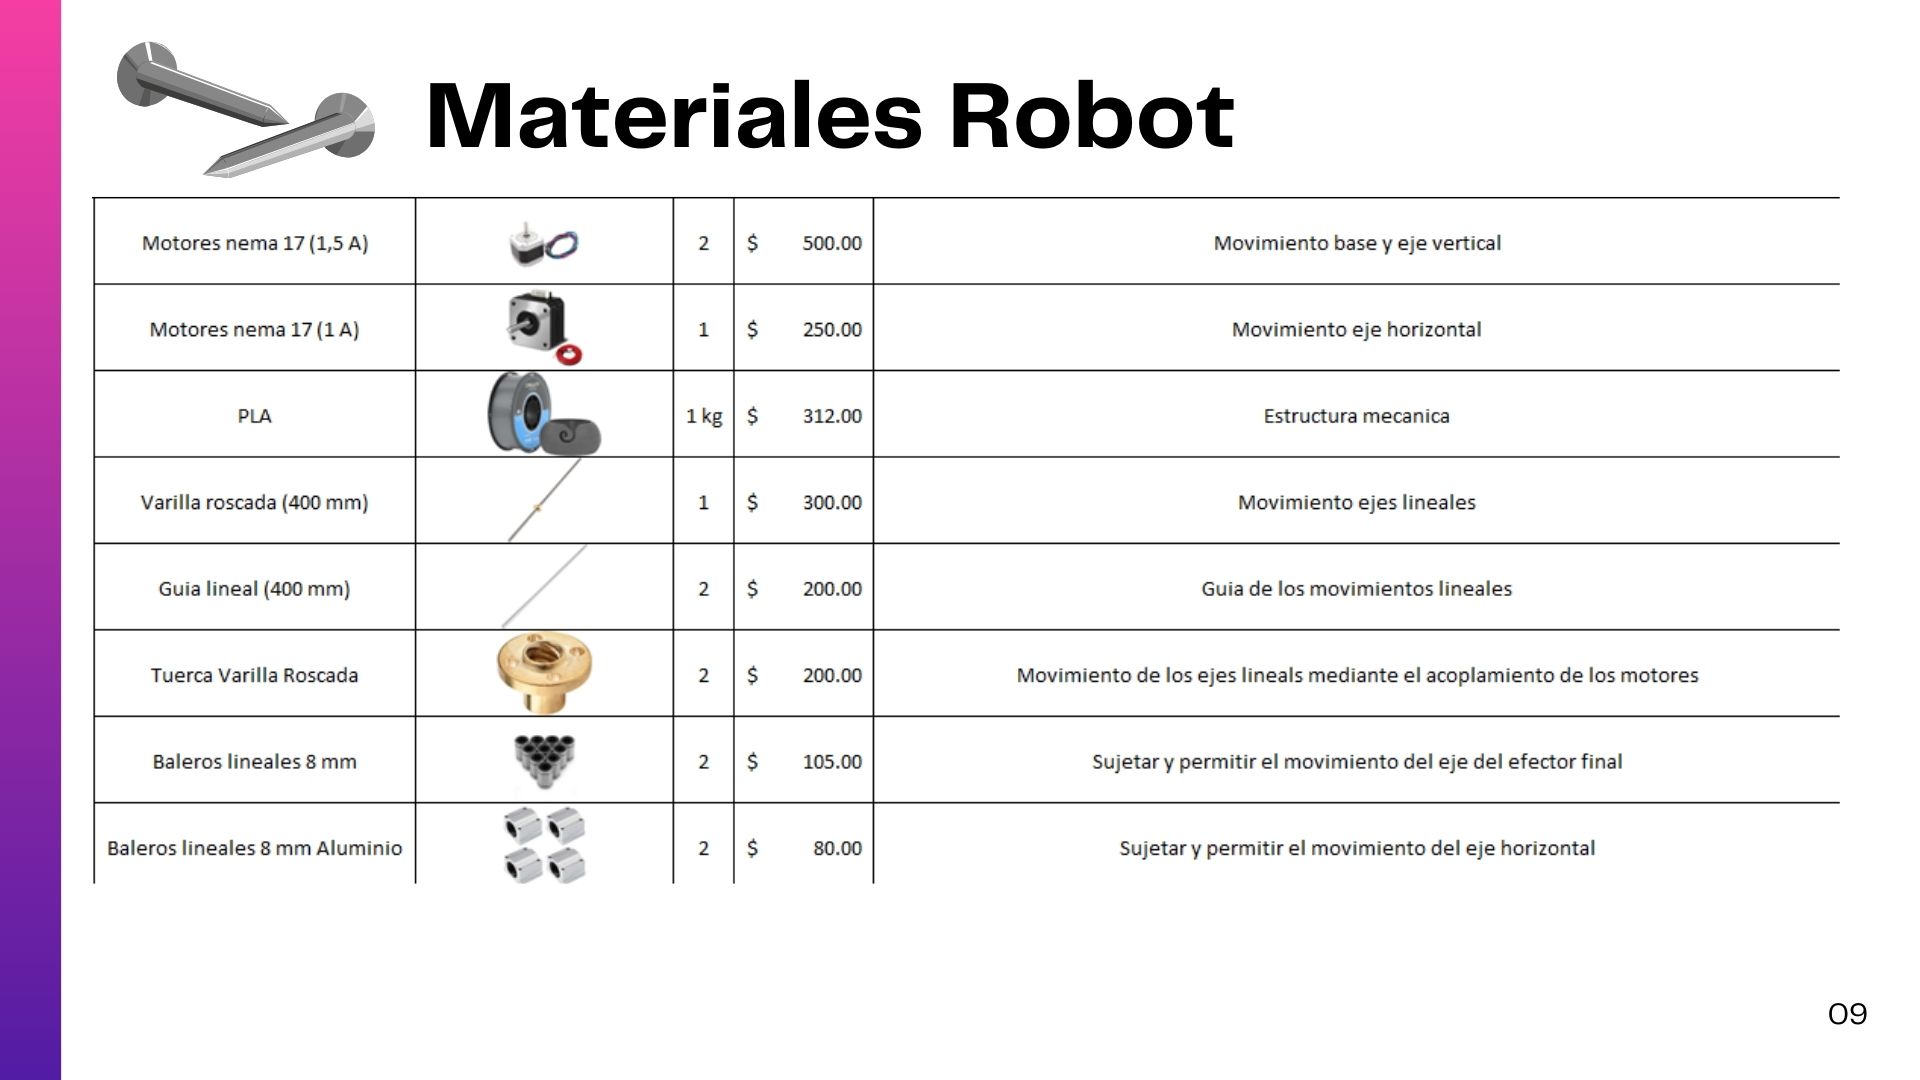 Materiales Robot
Motores nema 17 (1,5 A) 2 $ 500.00 Movimiento base y eje vertical
Motores nema 17 (1 A) 1 $ 250.00 Movimiento eje horizontal
PLA 1 kg $ 312.00 Estructura mecanica
Varilla roscada (400 mm) 1 $ 300.00 Movimiento ejes lineales
Guia lineal (400 mm) 2 $ 200.00 Guia de los movimientos lineales
Tuerca Varilla Roscada 2 $ 200.00 Movimiento de los ejes lineals mediante el acoplamiento de los motores
Baleros lineales 8 mm 2 $ 105.00 Sujetar y permitir el movimiento del eje del efector final
Baleros lineales 8 mm Aluminio 2 $ 80.00 Sujetar y permitir el movimiento del eje horizontal
09